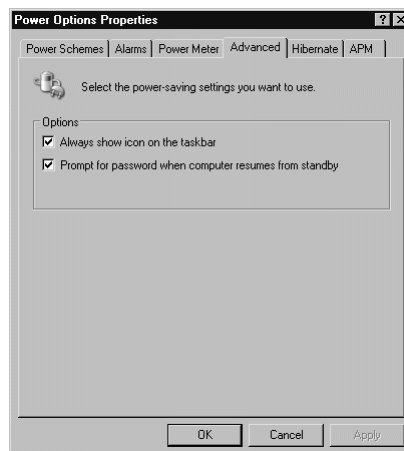 Power Options Properties
? ×
Power Schemes Alarms Power Meter Advanced Hibernate APM
Select the power-saving settings you want to use.
Options
Always show icon on the taskbar
Prompt for password when computer resumes from standby
OK Cancel Apply